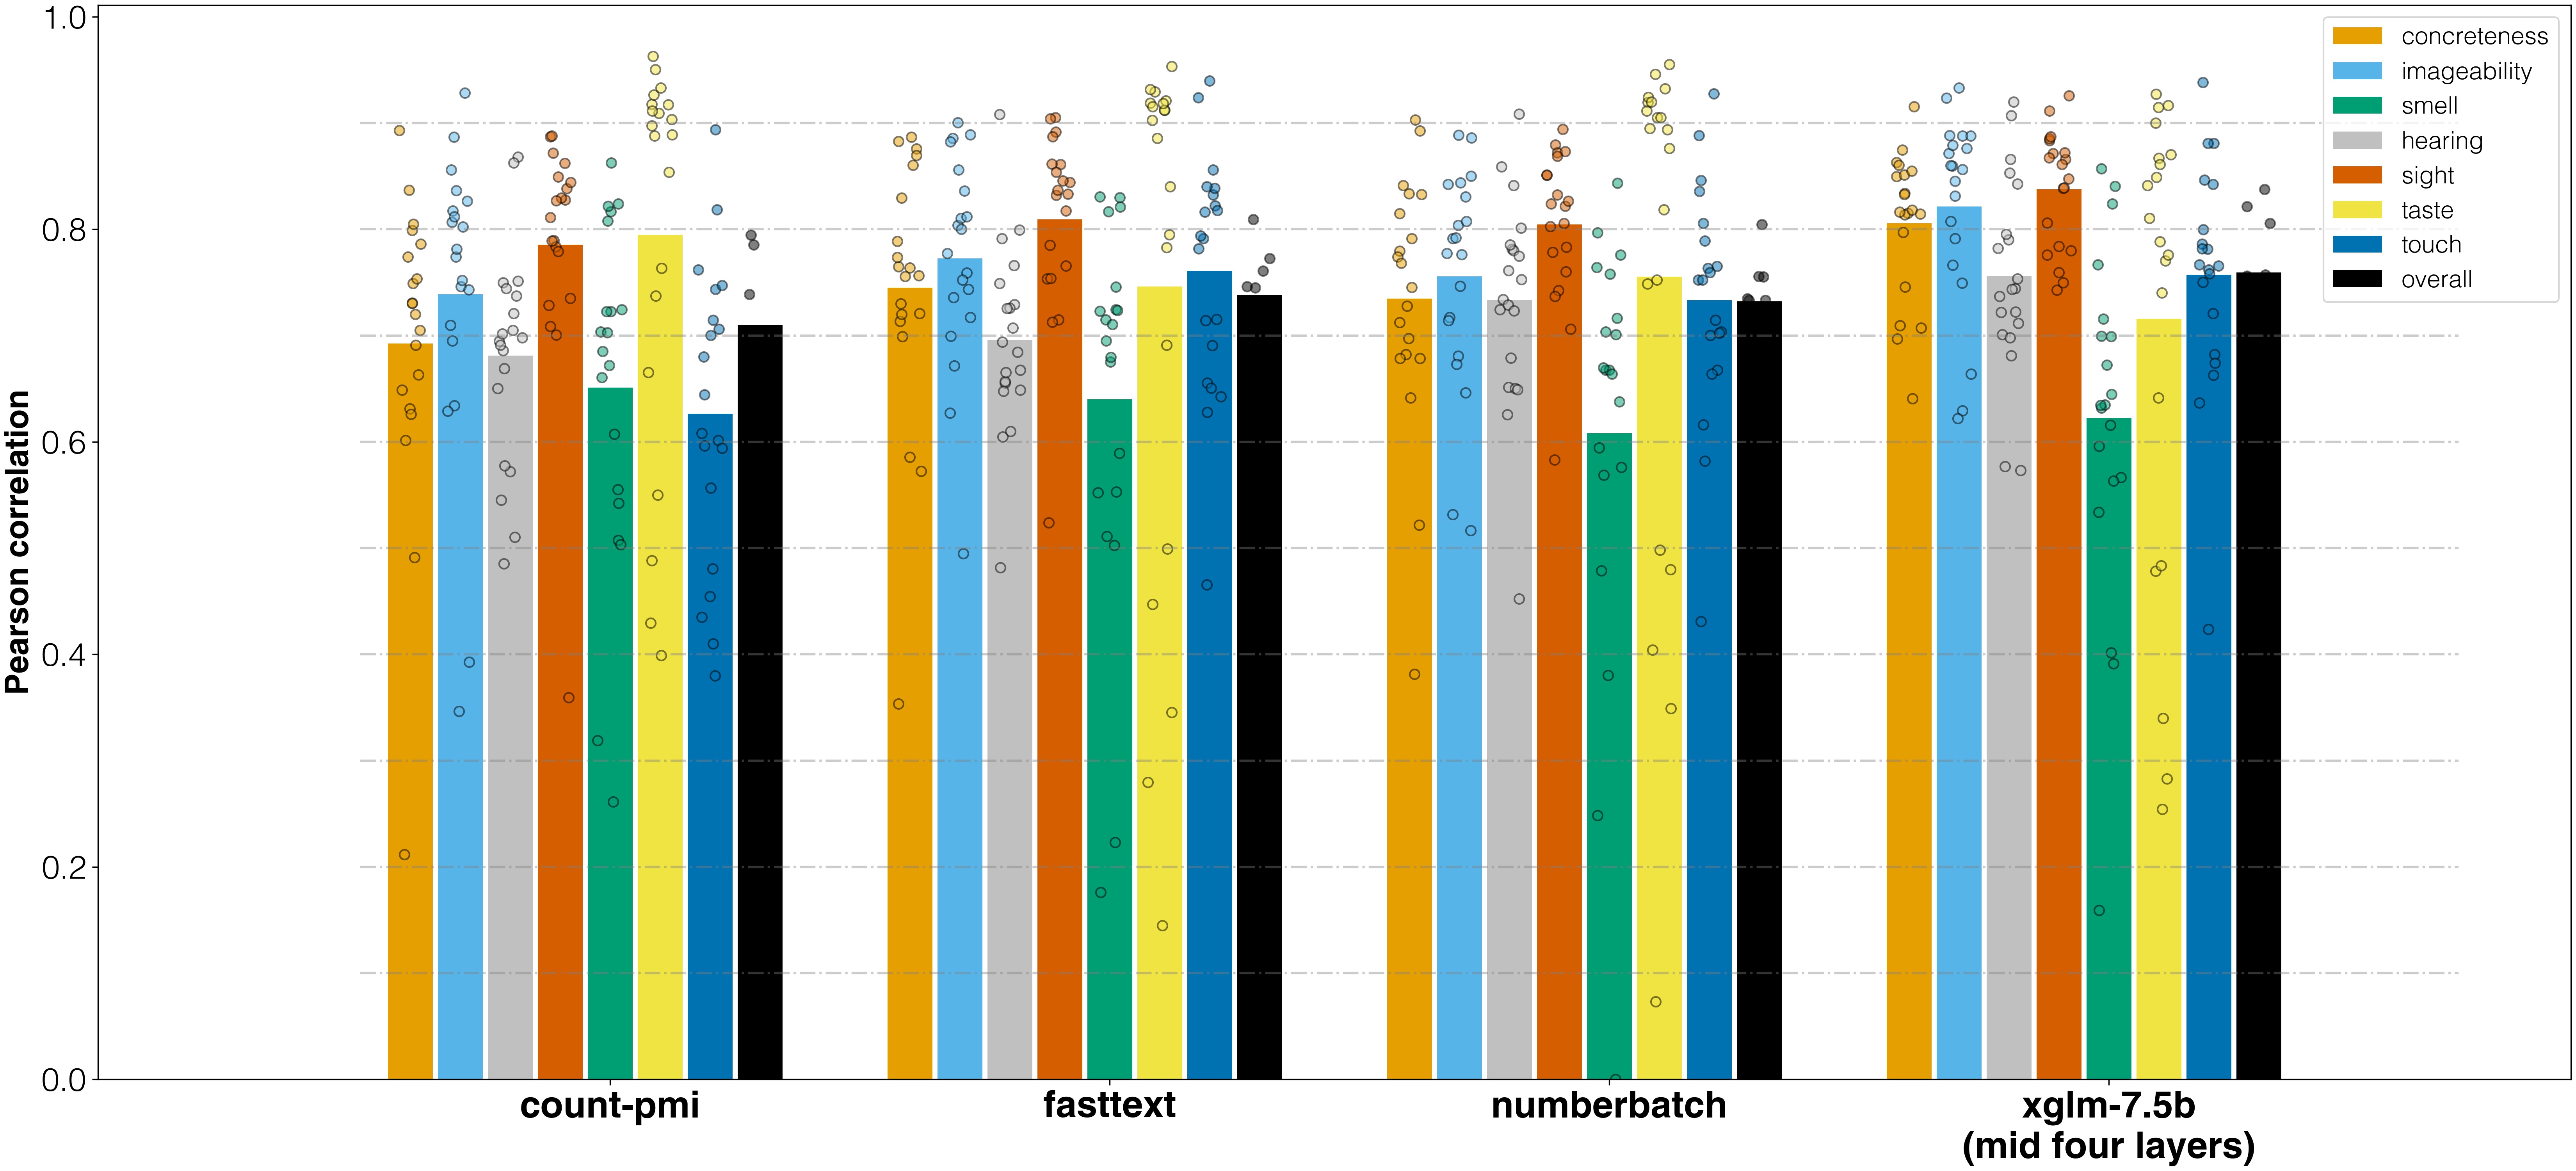 Pearson correlation
1.0
0.8
0.6
0.4
0.2
0.0
concreteness
imageability
smell
hearing
sight
taste
touch
overall
count-pmi
fasttext
numberbatch
xglm-7.5b
(mid four layers)